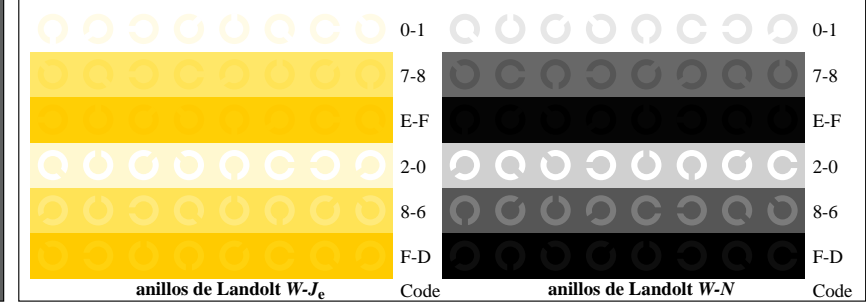 0-1 0-1
7-8 7-8
E-F E-F
2-0 2-0
8-6 8-6
F-D F-D
anillos de Landolt W-Je Code anillos de Landolt W-N Code